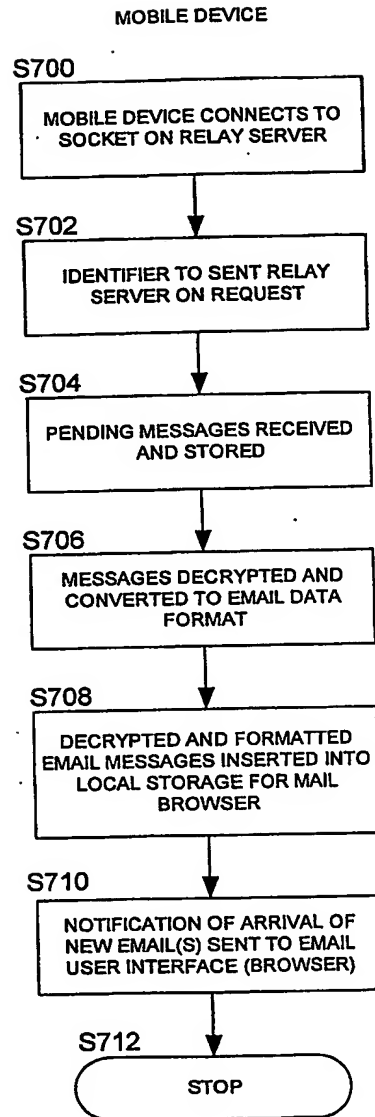 MOBILE DEVICE
S700
MOBILE DEVICE CONNECTS TO
SOCKET ON RELAY SERVER
S702
IDENTIFIER TO SENT RELAY
SERVER ON REQUEST
S704
PENDING MESSAGES RECEIVED
AND STORED
S706
MESSAGES DECRYPTED AND
CONVERTED TO EMAIL DATA
FORMAT
S708
DECRYPTED AND FORMATTED
EMAIL MESSAGES INSERTED INTO
LOCAL STORAGE FOR MAIL
BROWSER
S710
NOTIFICATION OF ARRIVAL OF
NEW EMAIL(S) SENT TO EMAIL
USER INTERFACE (BROWSER)
S712
STOP